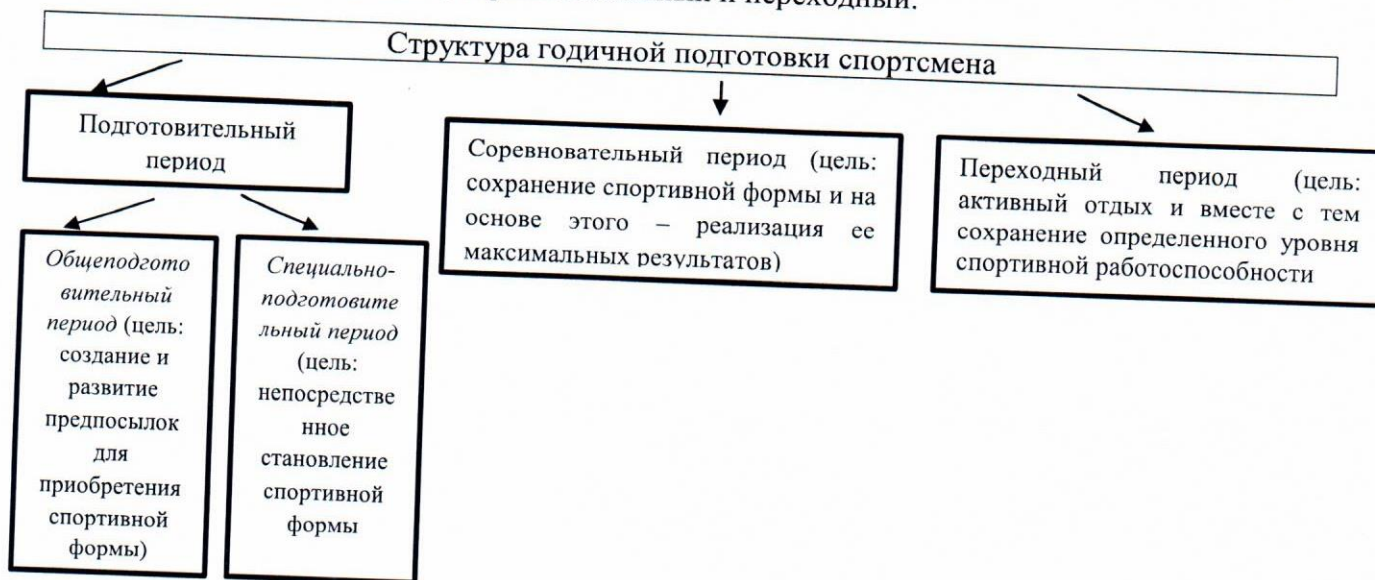 и переходный.
Структура годичной подготовки спортсмена
Подготовительный
период
Общеподгото
вительный
период (цель:
создание и
развитие
предпосылок
для
приобретения
спортивной
формы)
Специально-
подготовите
льный период
(цель:
непосредстве
нное
становление
спортивной
формы
Соревновательный период (цель:
сохранение спортивной формы и на
основе этого – реализация ее
максимальных результатов)
Переходный период (цель:
активный отдых и вместе с тем
сохранение определенного уровня
спортивной работоспособности